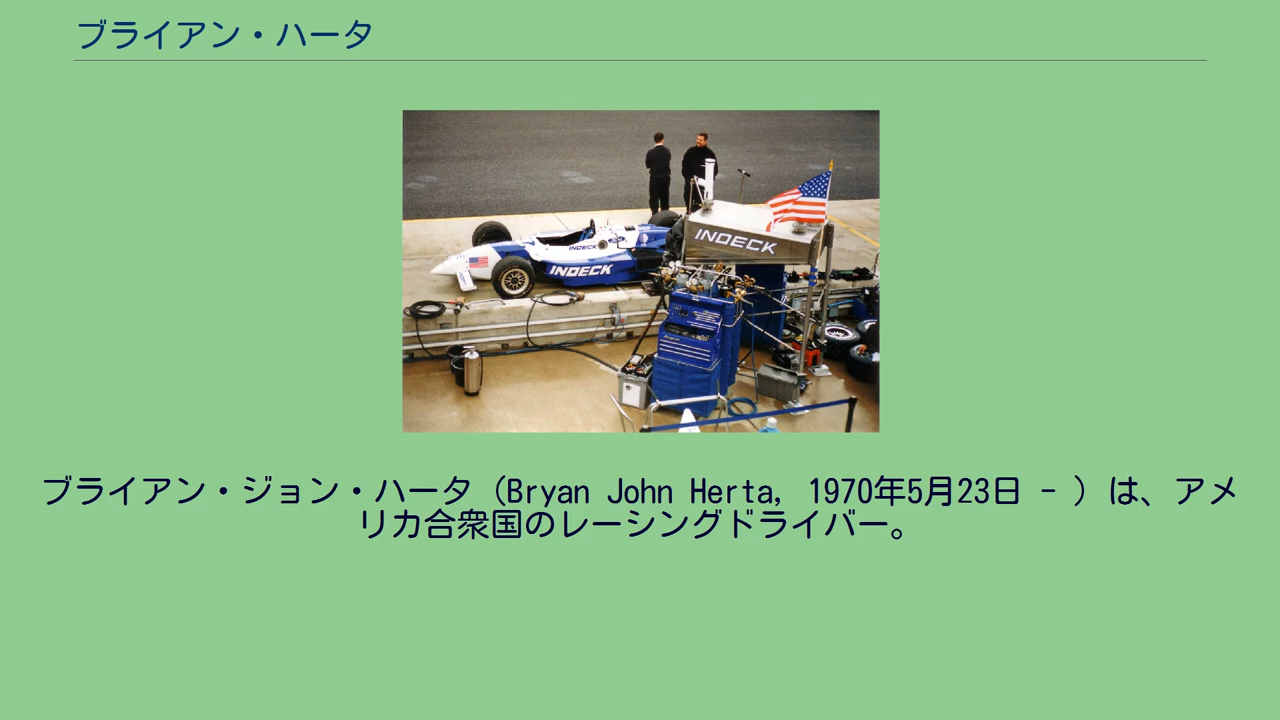 ブライアン・ハータ
INDECK
INDECK
INDECK
ブライアン・ジョン・ハータ（Bryan John Herta, 1970年5月23日 - ）は、アメ
リカ合衆国のレーシングドライバー。